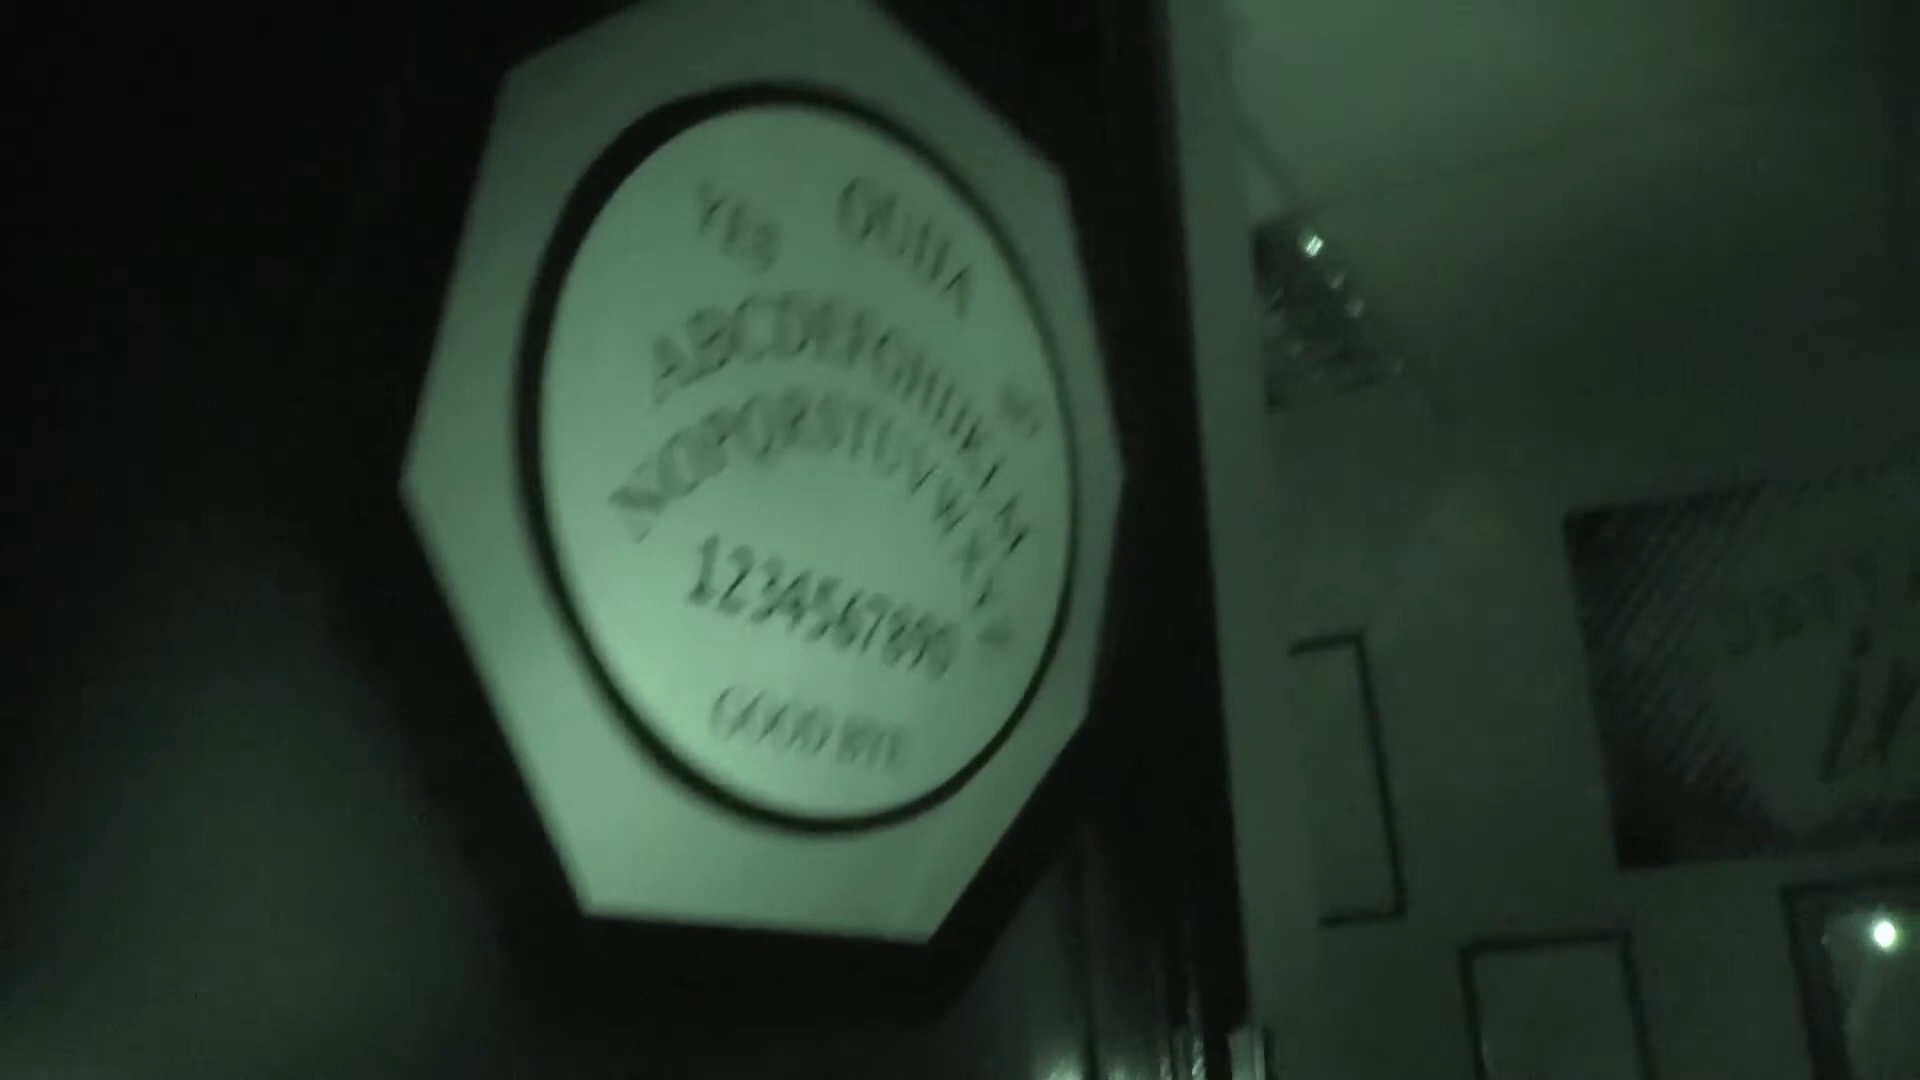 YES OUIJA
NO
ABCDEFGHIJKLM
NOPQRSTUVWXYZ
1234567890
GOOD BYE